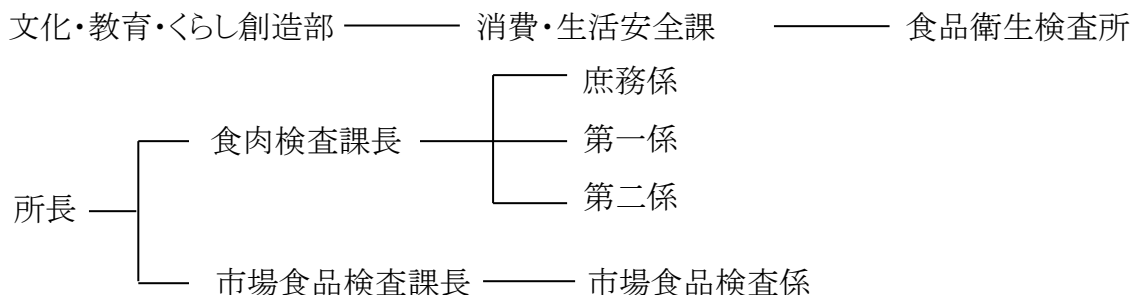 文化・教育・くらし創造部 消費・生活安全課 食品衛生検査所
庶務係
食肉検査課長 第一係
第二係
所長
市場食品検査課長 市場食品検査係